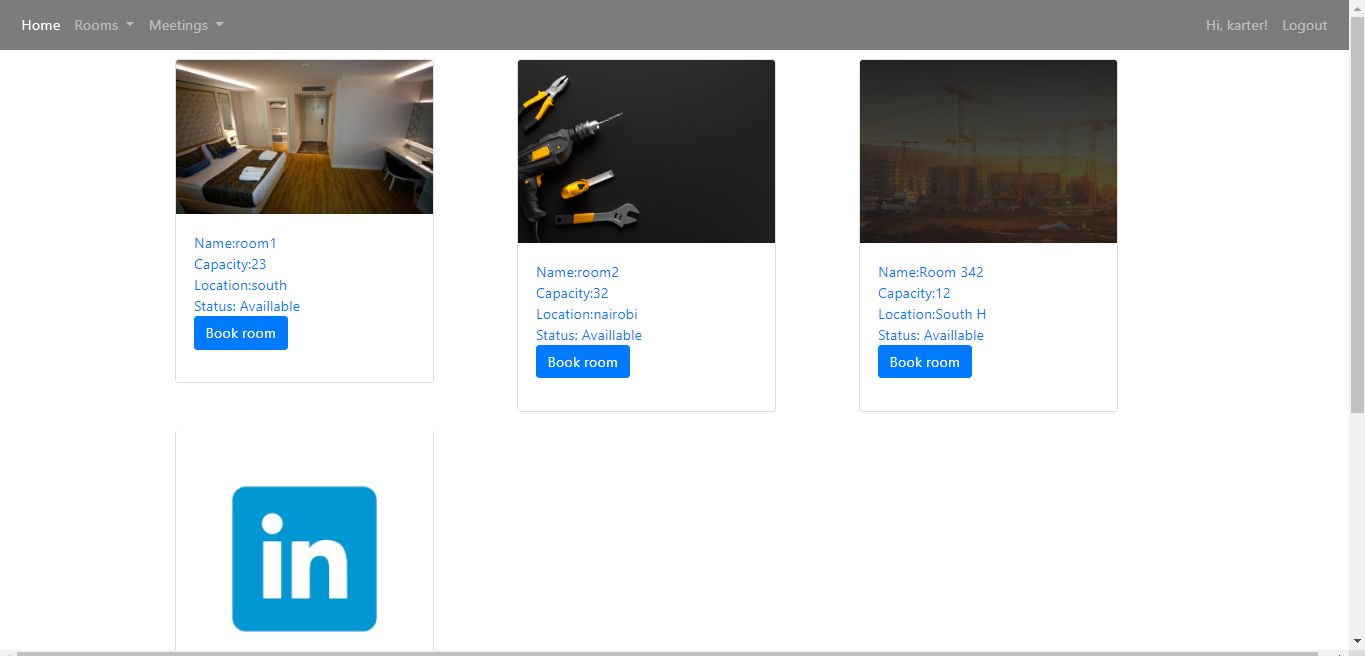 Home Rooms Meetings Hi, karter! Logout
Name:room1
Capacity:23
Location:south
Status: Availlable
Book room
Name:room2
Capacity:32
Location:nairobi
Status: Availlable
Book room
Name:Room 342
Capacity:12
Location:South H
Status: Availlable
Book room
in